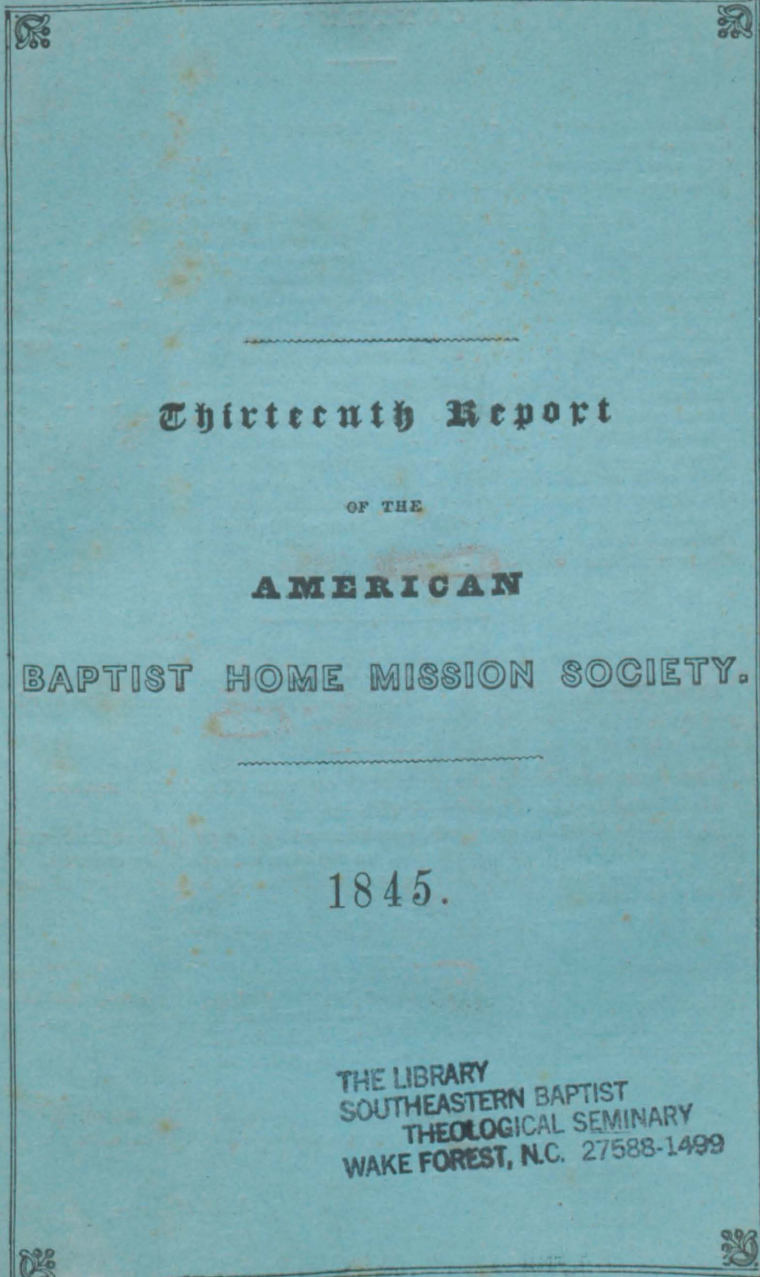 Thirteenth Report
OF THE
AMERICAN
BAPTIST HOME MISSION SOCIETY.
1845.
THE LIBRARY
SOUTHEASTERN BAPTIST
THEOLOGICAL SEMINARY
WAKE FOREST, N.C. 27588-1499